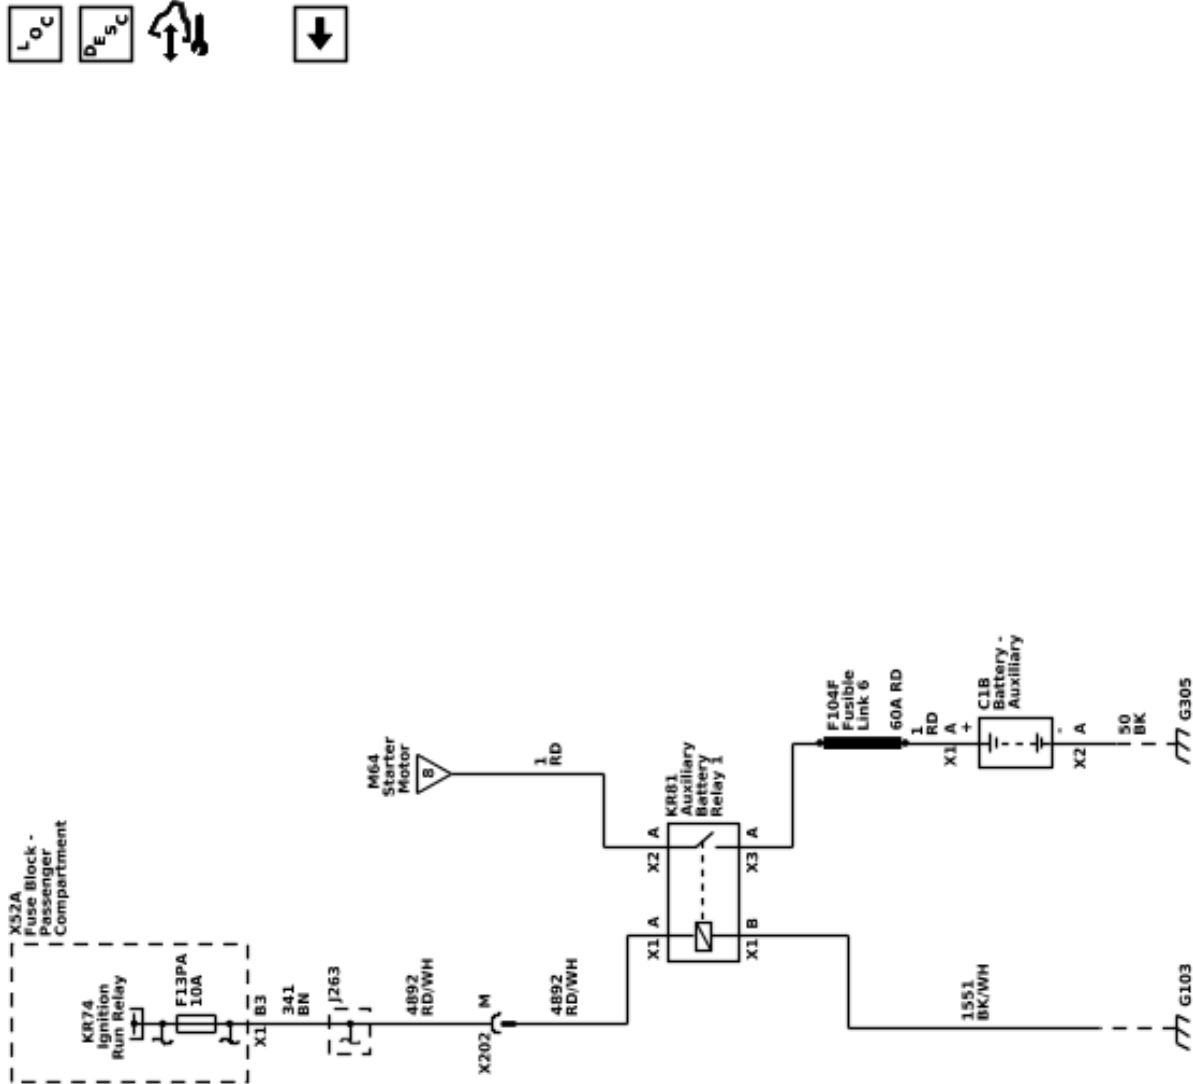 LOC
DESC
X52A
Fuse Block -
Passenger
Compartment
KR74
Ignition
Run Relay
F13PA
10A
X1 B3
341
BN
J263
4892
RD/WH
X202 M
4892
RD/WH
M64
Starter
Motor
8
1
RD
X2 A
X1 A
KR81
Auxiliary
Battery
Relay 1
X3 A
X1 B
F104F
Fusible
Link 6
60A RD
1
RD
X1 A
+
C1B
Battery -
Auxiliary
-
X2 A
50
BK
G305
1551
BK/WH
G103